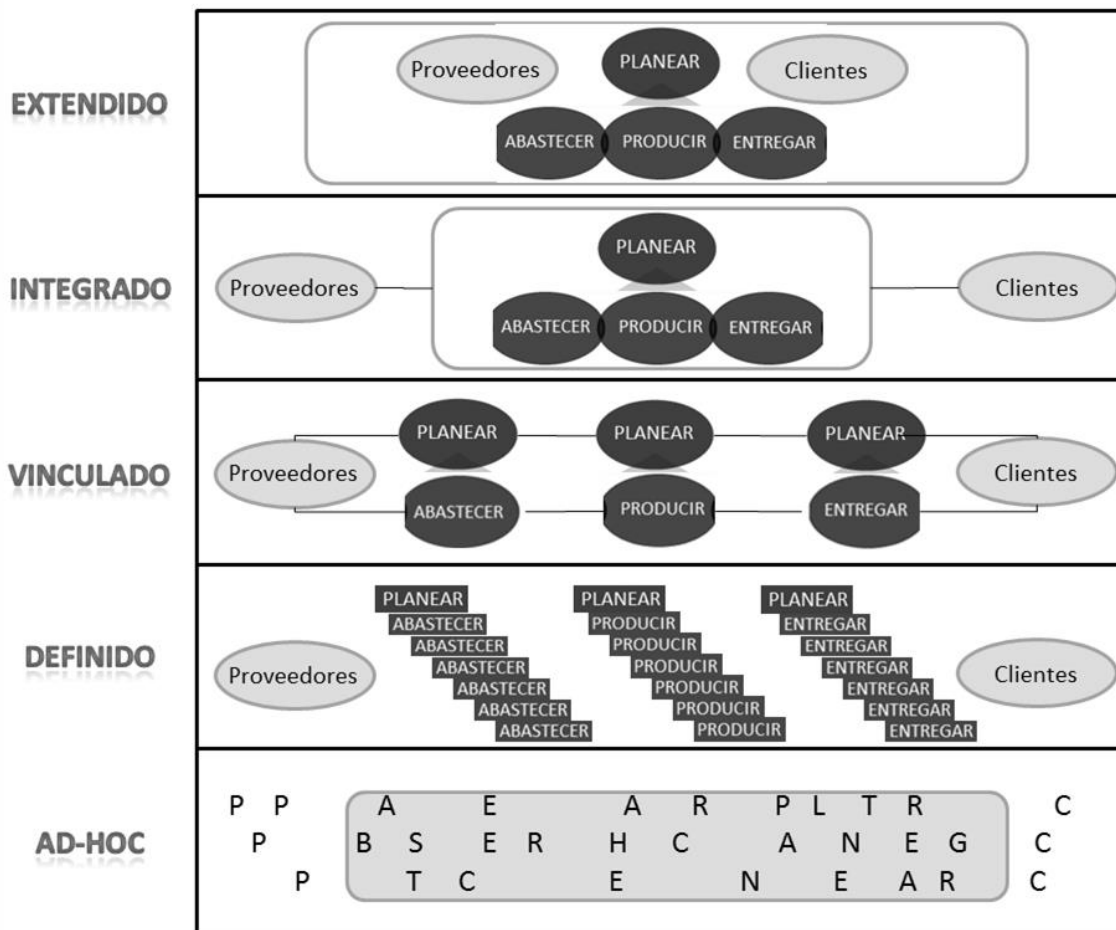 EXTENDIDO
Proveedores
PLANEAR
Clientes
ABASTECER
PRODUCIR
ENTREGAR
INTEGRADO
Proveedores
PLANEAR
Clientes
ABASTECER
PRODUCIR
ENTREGAR
VINCULADO
Proveedores
PLANEAR
PLANEAR
PLANEAR
Clientes
ABASTECER
PRODUCIR
ENTREGAR
DEFINIDO
Proveedores
PLANEAR
ABASTECER
ABASTECER
ABASTECER
ABASTECER
ABASTECER
ABASTECER
PLANEAR
PRODUCIR
PRODUCIR
PRODUCIR
PRODUCIR
PRODUCIR
PRODUCIR
PLANEAR
ENTREGAR
ENTREGAR
ENTREGAR
ENTREGAR
ENTREGAR
ENTREGAR
Clientes
AD-HOC
P P A E A R P L T R C
P B S E R H C A N E G C
P T C E N E A R C